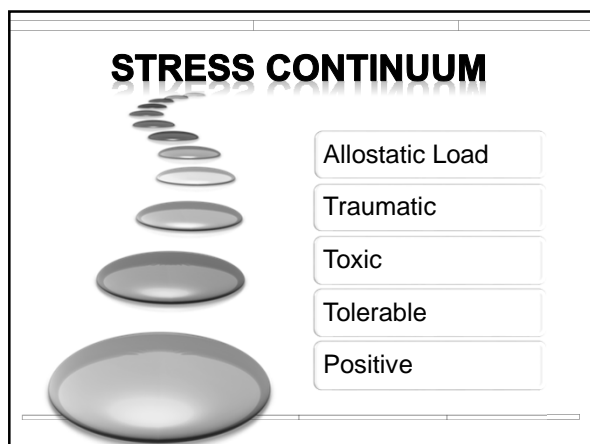 STRESS CONTINUUM
Allostatic Load
Traumatic
Toxic
Tolerable
Positive